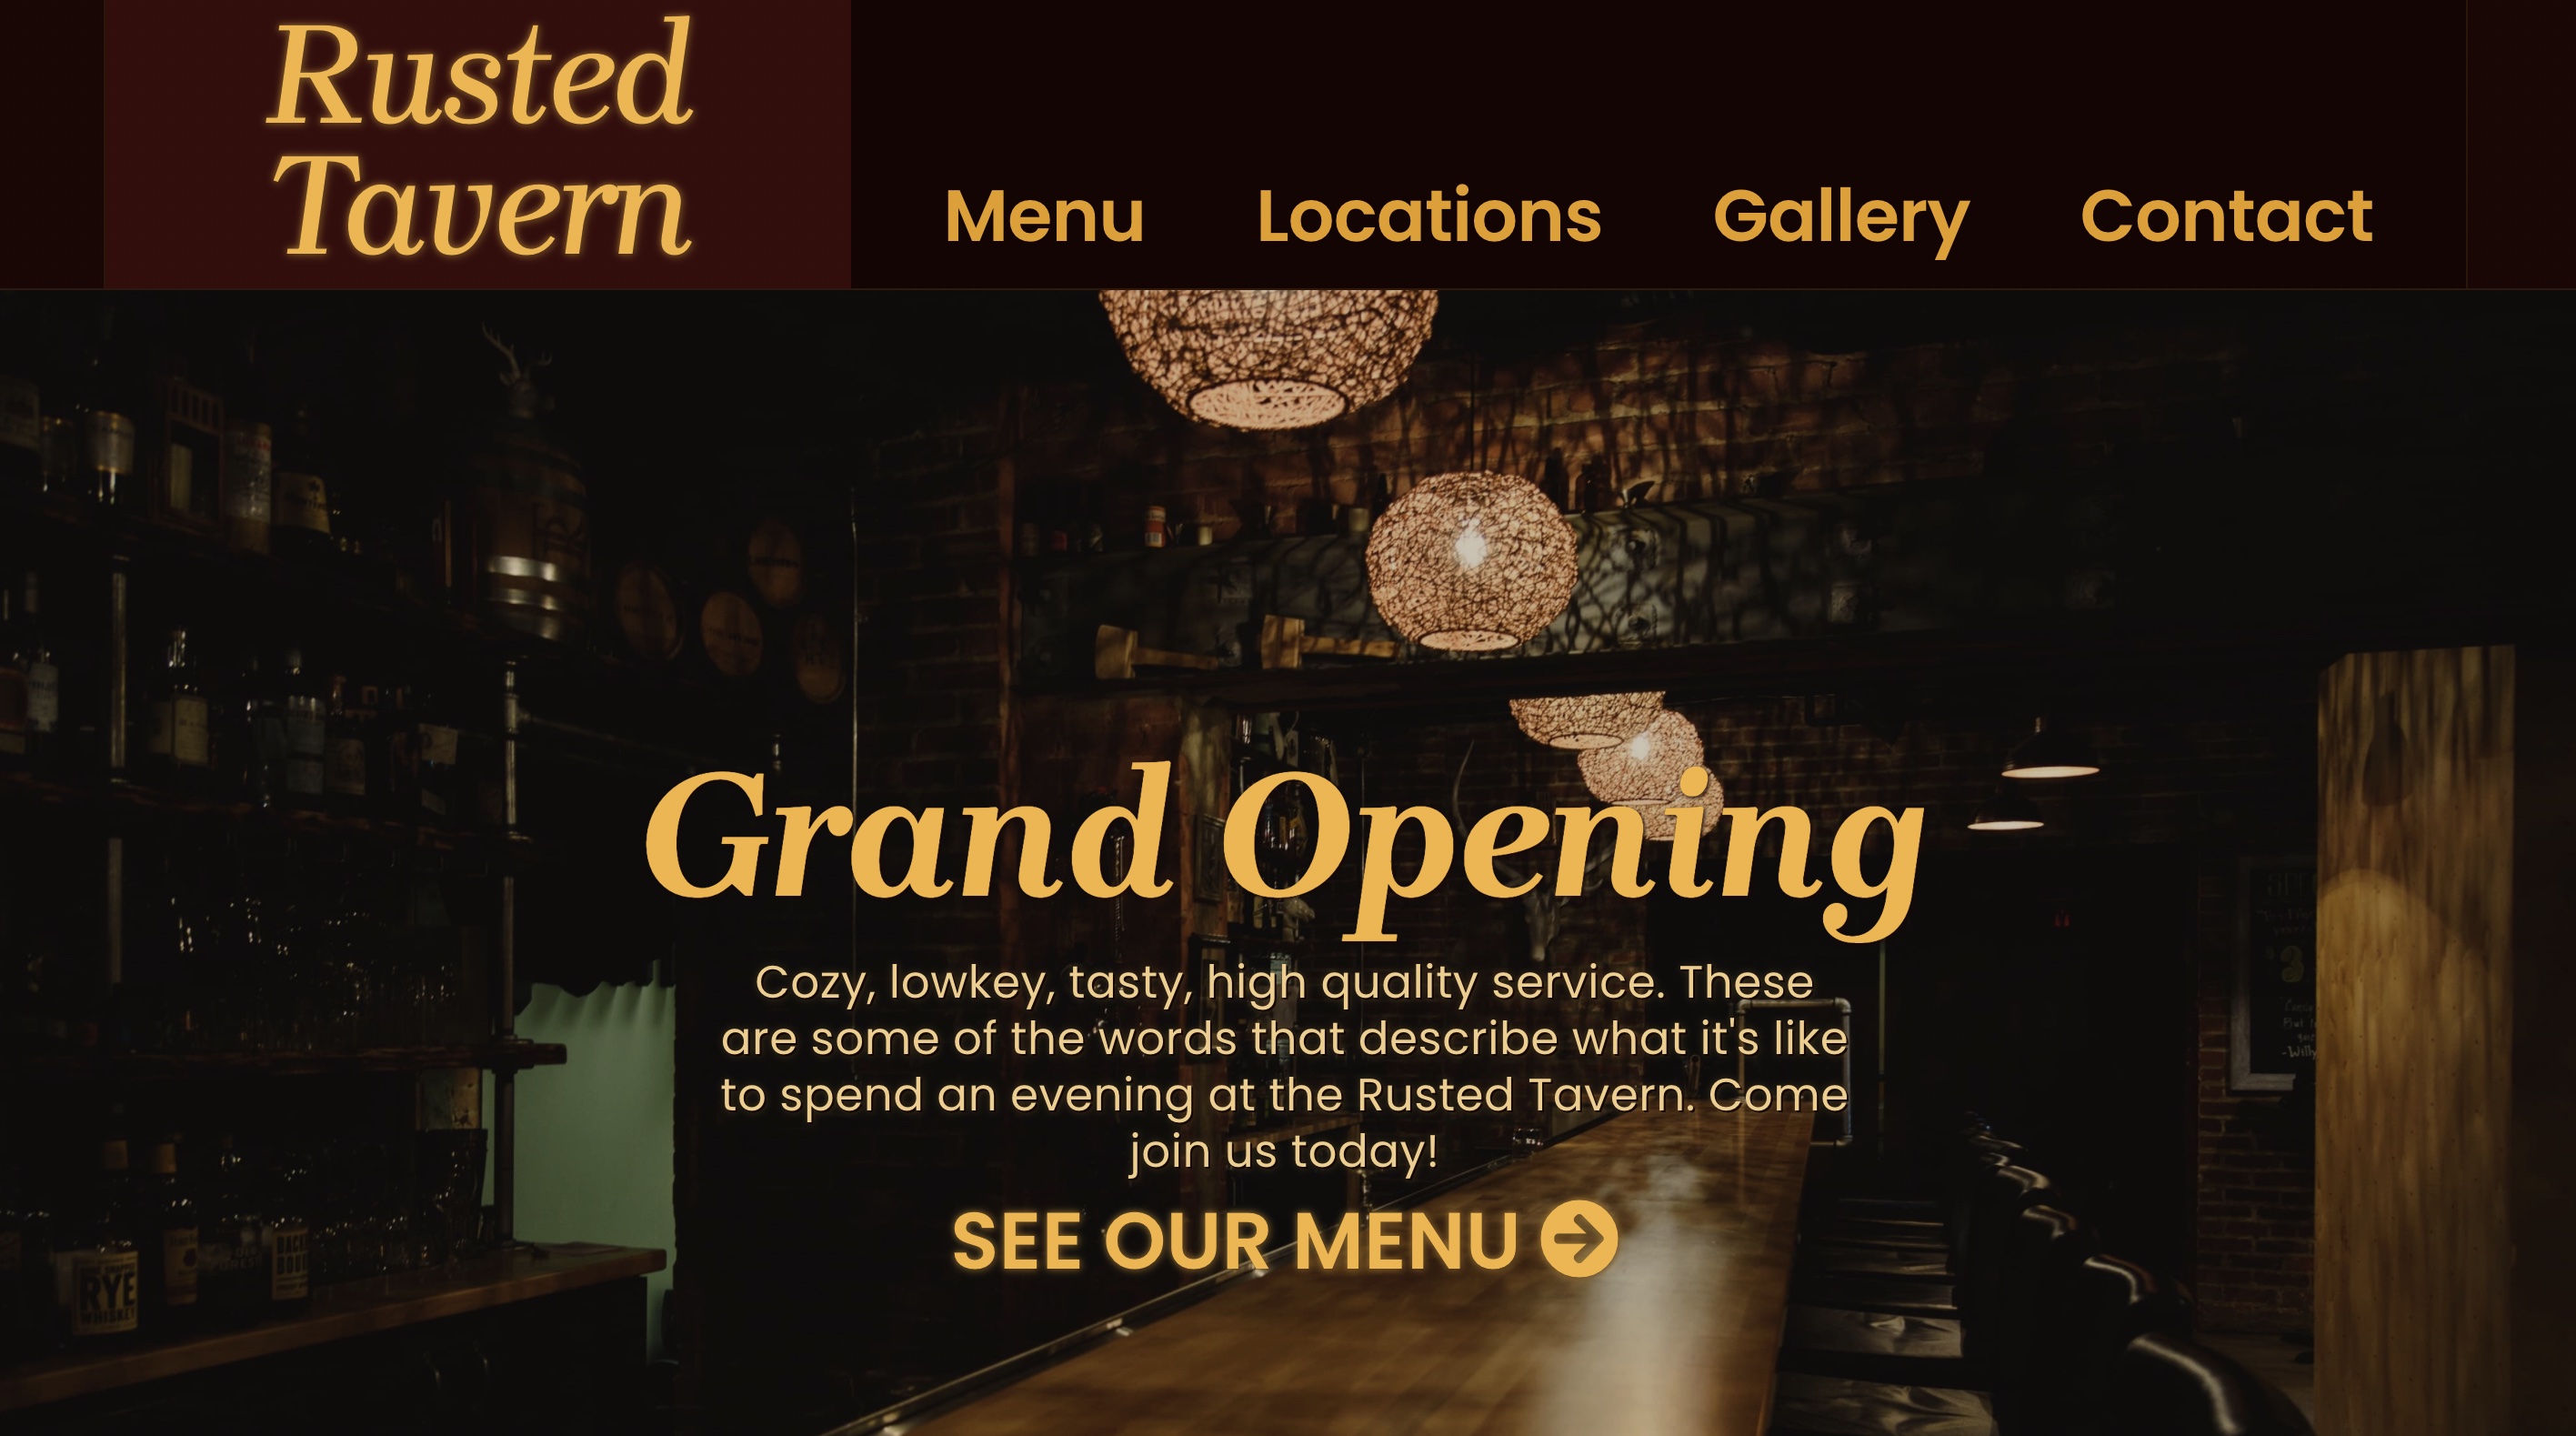 Rusted
Tavern
Menu Locations Gallery Contact
Grand Opening
Cozy, lowkey, tasty, high quality service. These
are some of the words that describe what it's like
to spend an evening at the Rusted Tavern. Come
join us today!
SEE OUR MENU
RYE
WHISKEY